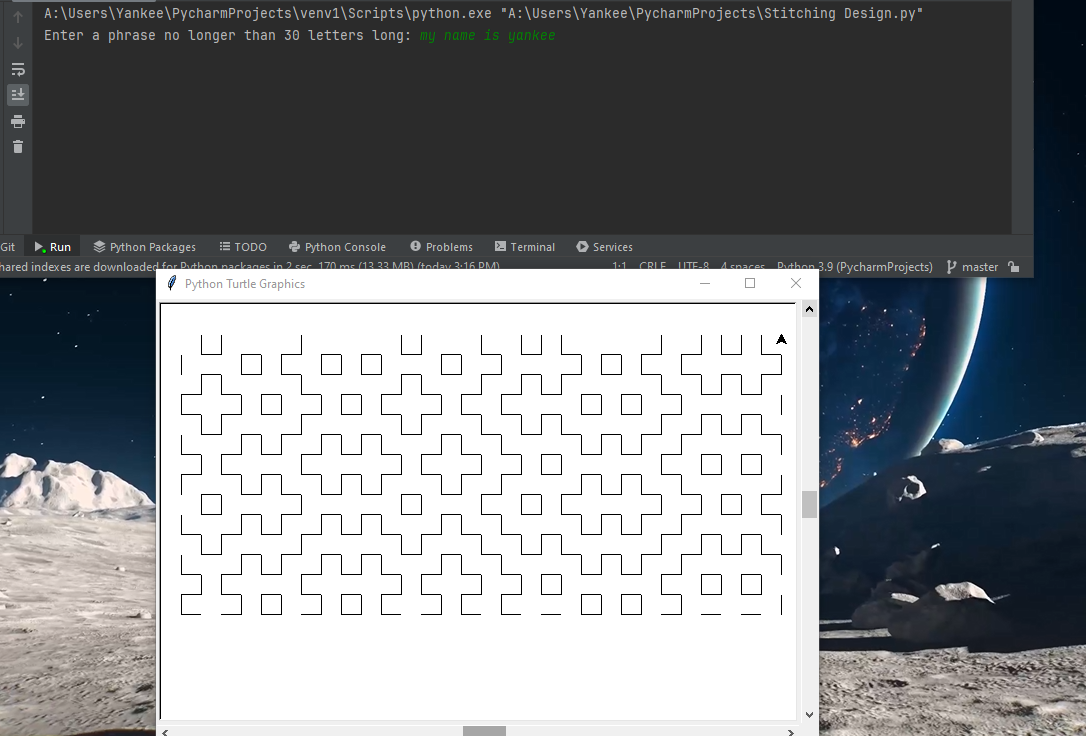 A:\Users\Yankee\PycharmProjects\venv1\Scripts\python.exe "A:\Users\Yankee\PycharmProjects\Stitching Design.py"
Enter a phrase no longer than 30 letters long: my name is yankee
Git Run Python Packages TODO Python Console Problems Terminal Services
hared indexes are downloaded for Python packages in 2 sec, 170 ms (13.33 MB) (today 3:16 PM) 1:1 CRLF UTF-8 4 spaces Python 3.9 (PycharmProjects) master
Python Turtle Graphics